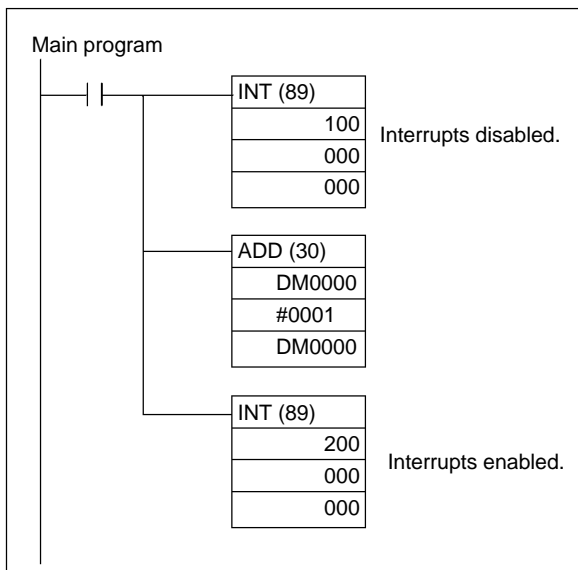 Main program
INT (89)
100
000
000
Interrupts disabled.
ADD (30)
DM0000
#0001
DM0000
INT (89)
200
000
000
Interrupts enabled.